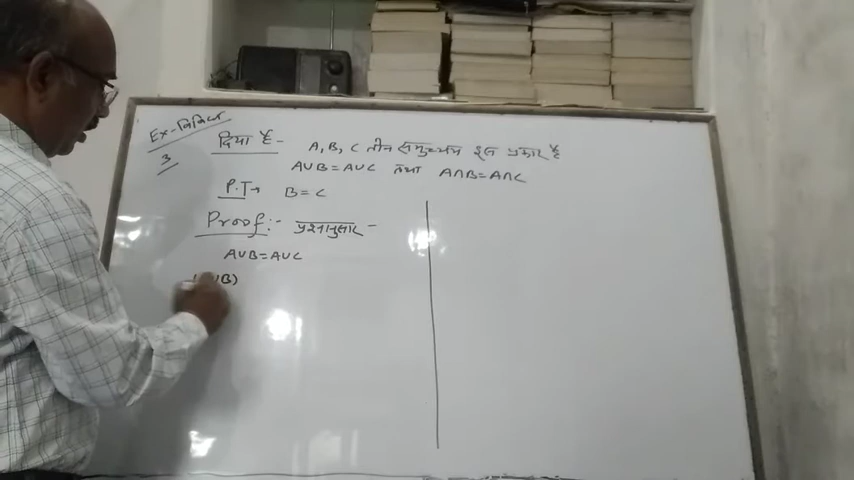 Ex-विविध
3
दिया है - A, B, C तीन समुच्चय इस प्रकार है
A∪B=A∪C तथा A∩B=A∩C
P.T→ B=C
Proof:- प्रश्नानुसार -
A∪B=A∪C
∪B)